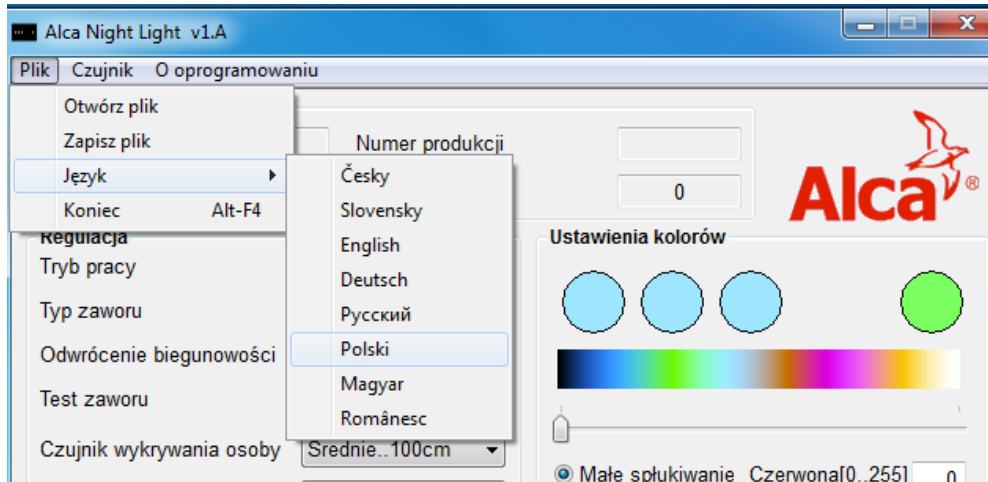 Alca Night Light v1.A
Plik Czujnik O oprogramowaniu
Otwórz plik
Zapisz plik
Język
Koniec Alt-F4
Česky
Slovensky
English
Deutsch
Русский
Polski
Magyar
Românesc
Numer produkcji
0
Alca®
Regulacja
Tryb pracy
Typ zaworu
Odwrócenie biegunowości
Test zaworu
Czujnik wykrywania osoby Średnie..100cm
Ustawienia kolorów
Małe spłukiwanie Czerwona[0..255] 0